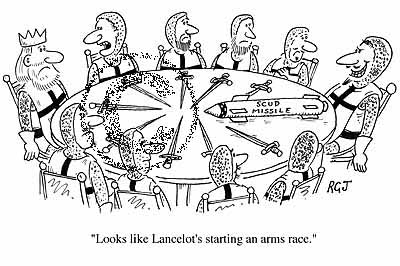 SCUD
MISSILE
RGJ
"Looks like Lancelot's starting an arms race."